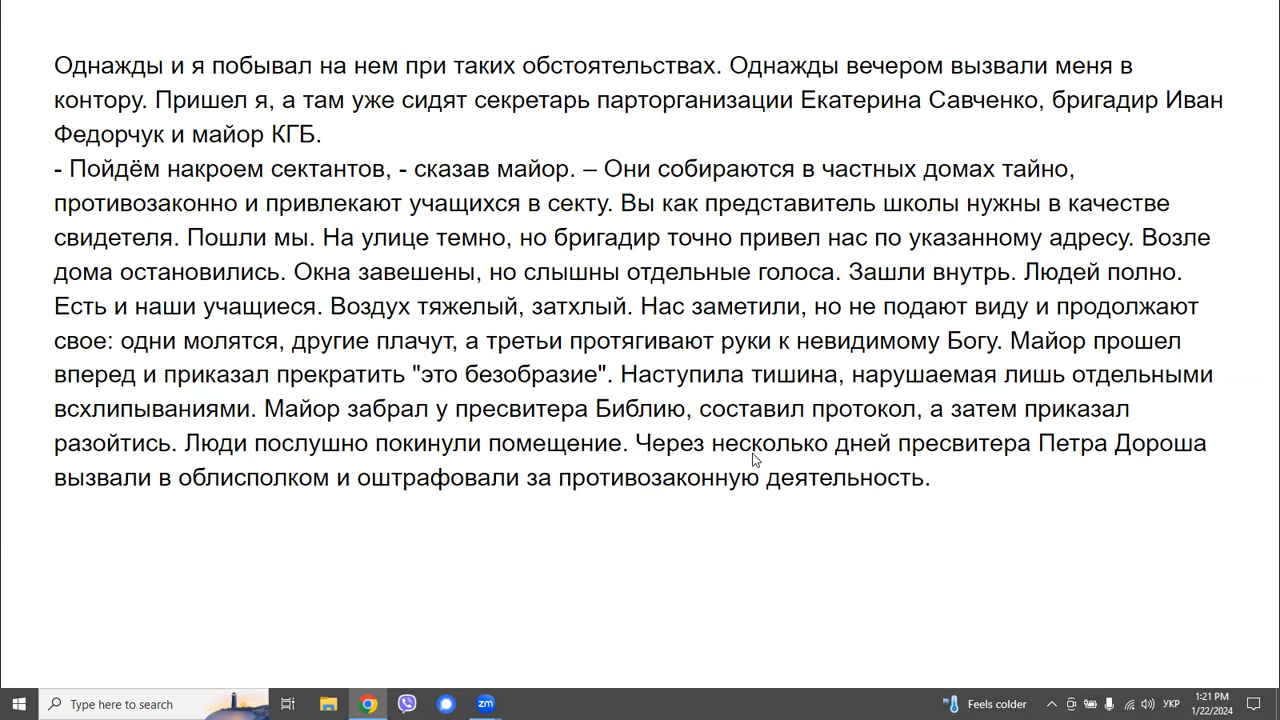 Однажды и я побывал на нем при таких обстоятельствах. Однажды вечером вызвали меня в
контору. Пришел я, а там уже сидят секретарь парторганизации Екатерина Савченко, бригадир Иван
Федорчук и майор КГБ.
- Пойдём накроем сектантов, - сказав майор. – Они собираются в частных домах тайно,
противозаконно и привлекают учащихся в секту. Вы как представитель школы нужны в качестве
свидетеля. Пошли мы. На улице темно, но бригадир точно привел нас по указанному адресу. Возле
дома остановились. Окна завешены, но слышны отдельные голоса. Зашли внутрь. Людей полно.
Есть и наши учащиеся. Воздух тяжелый, затхлый. Нас заметили, но не подают виду и продолжают
свое: одни молятся, другие плачут, а третьи протягивают руки к невидимому Богу. Майор прошел
вперед и приказал прекратить "это безобразие". Наступила тишина, нарушаемая лишь отдельными
всхлипываниями. Майор забрал у пресвитера Библию, составил протокол, а затем приказал
разойтись. Люди послушно покинули помещение. Через несколько дней пресвитера Петра Дороша
вызвали в облисполком и оштрафовали за противозаконную деятельность.
Type here to search
zm
Feels colder
УКР
1:21 PM
1/22/2024